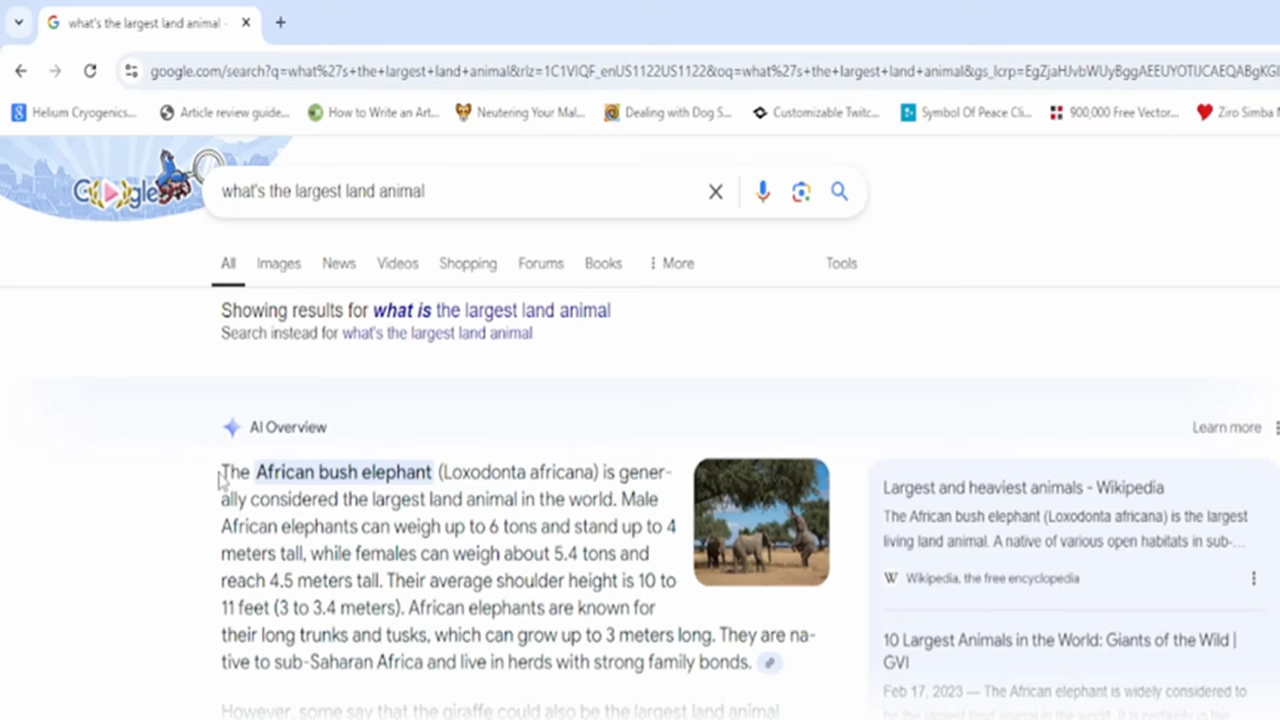 what's the largest land animal -
google.com/search?q=what%27s+the+largest+land+animal&rlz=1C1VIQF_enUS1122US1122&oq=what%27s+the+largest+land+animal&gs_lcrp=
Helium Cryogenics... Article review guide... How to Write an Art... Neutering Your Mal... Dealing with Dog S... Customizable Twitc... Symbol Of Peace Cli... 900,000 Free Vector... Ziro Simba
what's the largest land animal
All Images News Videos Shopping Forums Books More Tools
Showing results for what is the largest land animal
Search instead for what's the largest land animal
AI Overview
Learn more
The African bush elephant (Loxodonta africana) is gener-
ally considered the largest land animal in the world. Male
African elephants can weigh up to 6 tons and stand up to 4
meters tall, while females can weigh about 5.4 tons and
reach 4.5 meters tall. Their average shoulder height is 10 to
11 feet (3 to 3.4 meters). African elephants are known for
their long trunks and tusks, which can grow up to 3 meters long. They are na-
tive to sub-Saharan Africa and live in herds with strong family bonds.
However, some say that the giraffe could also be the largest land animal
Largest and heaviest animals - Wikipedia
The African bush elephant (Loxodonta africana) is the largest
living land animal. A native of various open habitats in sub-...
W Wikipedia, the free encyclopedia
10 Largest Animals in the World: Giants of the Wild |
GVI
Feb 17, 2023 — The African elephant is widely considered to
be the largest land animal. It is certainly in the